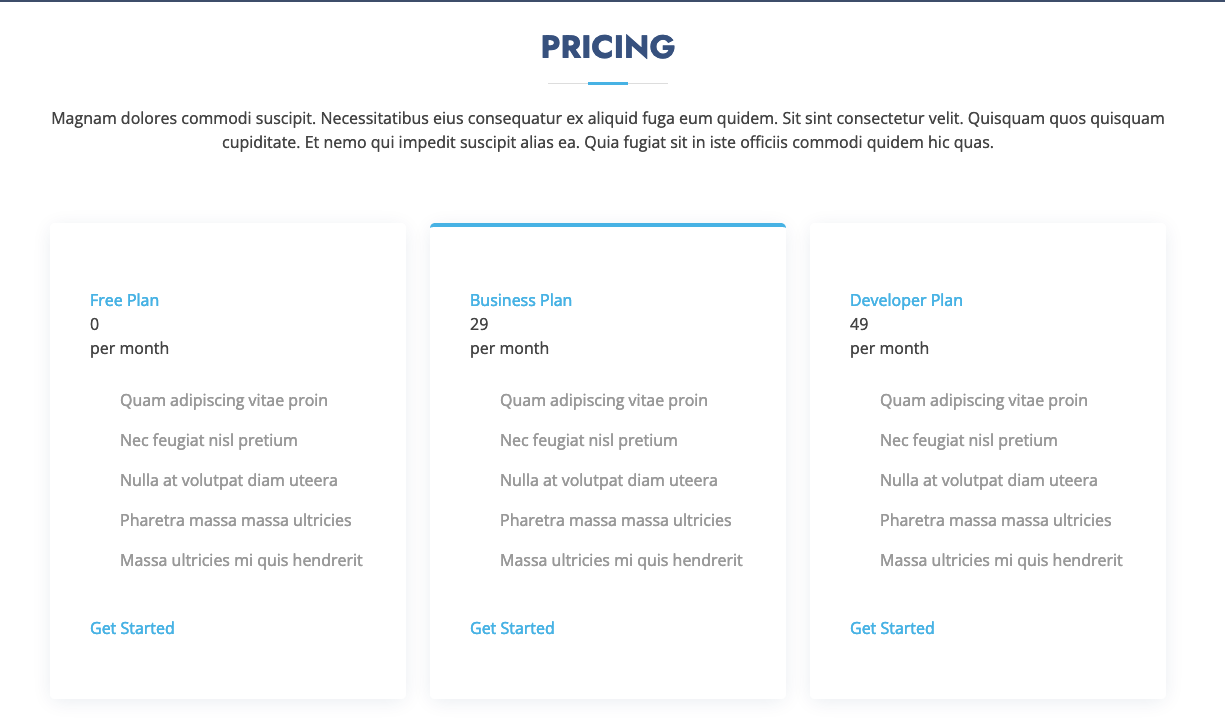 PRICING
Magnam dolores commodi suscipit. Necessitatibus eius consequatur ex aliquid fuga eum quidem. Sit sint consectetur velit. Quisquam quos quisquam
cupiditate. Et nemo qui impedit suscipit alias ea. Quia fugiat sit in iste officiis commodi quidem hic quas.
Free Plan
0
per month
Quam adipiscing vitae proin
Nec feugiat nisl pretium
Nulla at volutpat diam uteera
Pharetra massa massa ultricies
Massa ultricies mi quis hendrerit
Get Started
Business Plan
29
per month
Quam adipiscing vitae proin
Nec feugiat nisl pretium
Nulla at volutpat diam uteera
Pharetra massa massa ultricies
Massa ultricies mi quis hendrerit
Get Started
Developer Plan
49
per month
Quam adipiscing vitae proin
Nec feugiat nisl pretium
Nulla at volutpat diam uteera
Pharetra massa massa ultricies
Massa ultricies mi quis hendrerit
Get Started